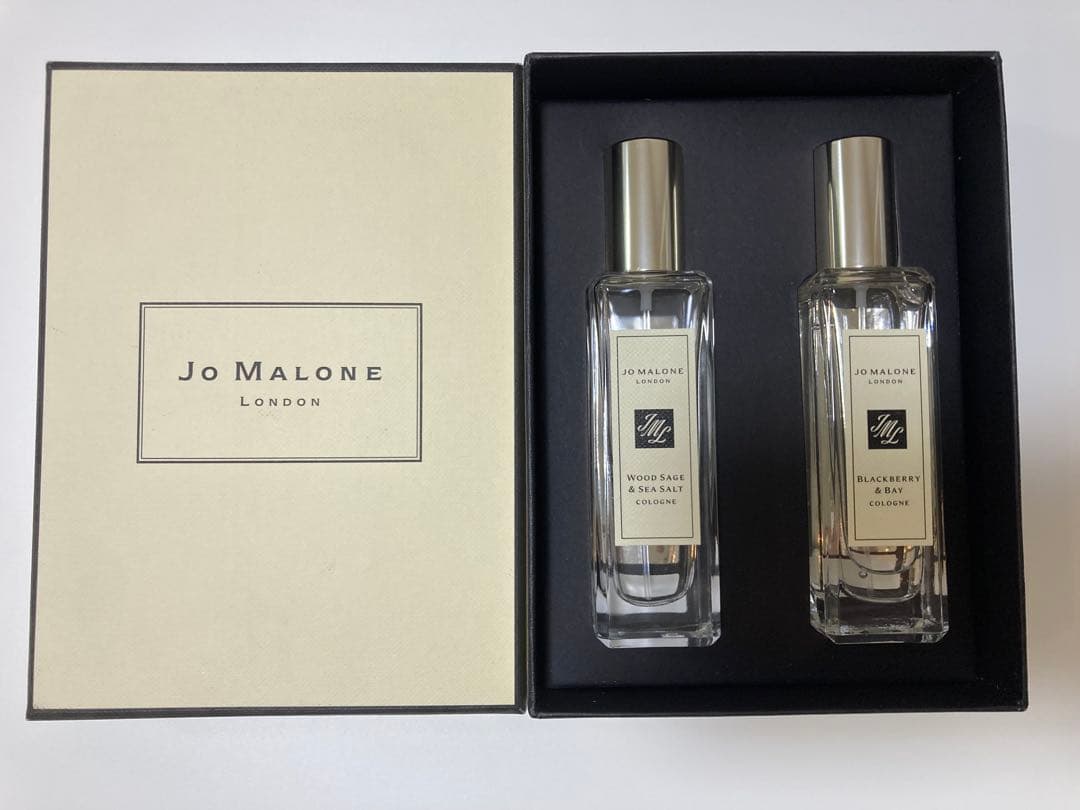 Jo Malone
London
Jo Malone
London
JML
Wood Sage
& Sea Salt
Cologne
Jo Malone
London
JML
Blackberry
& Bay
Cologne